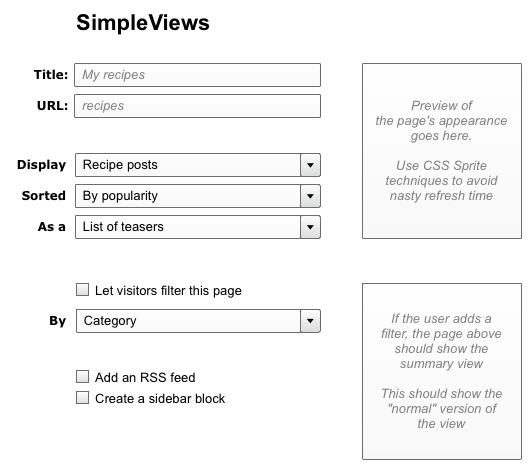 SimpleViews
Title: My recipes
URL: recipes
Preview of
the page's appearance
goes here.
Use CSS Sprite
techniques to avoid
nasty refresh time
Display Recipe posts
Sorted By popularity
As a List of teasers
Let visitors filter this page
By Category
Add an RSS feed
Create a sidebar block
If the user adds a
filter, the page above
should show the
summary view
This should show the
"normal" version of
the view